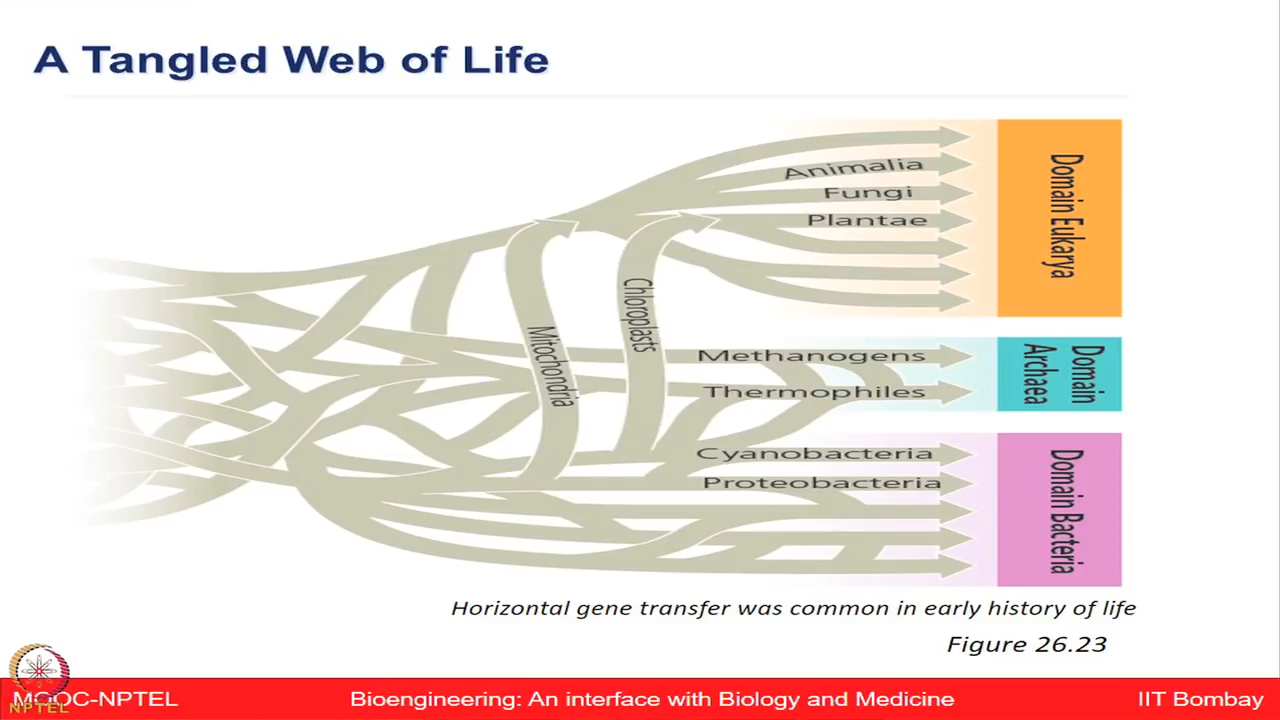 A Tangled Web of Life
Animalia
Fungi
Plantae
Domain Eukarya
Chloroplasts
Mitochondria
Methanogens
Thermophiles
Domain
Archaea
Cyanobacteria
Proteobacteria
Domain Bacteria
Horizontal gene transfer was common in early history of life
Figure 26.23
MOOC-NPTEL
NPTEL
Bioengineering: An interface with Biology and Medicine
IIT Bombay